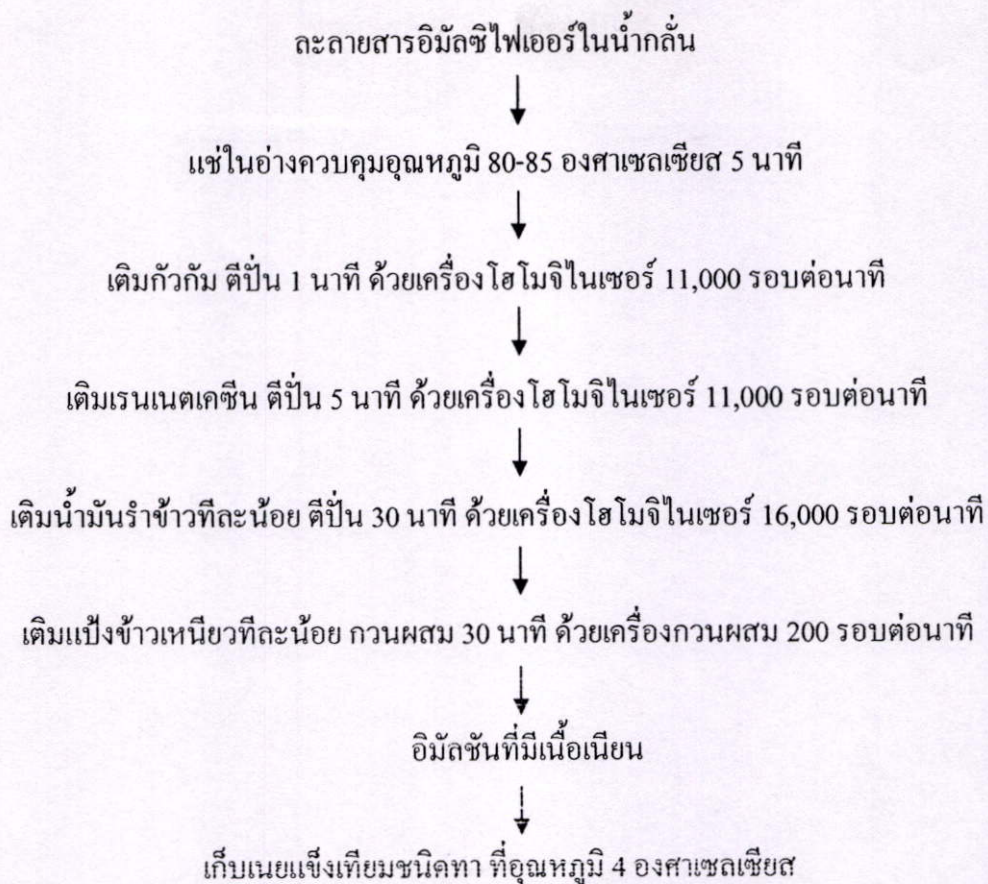 ละลายสารอิมัลซิไฟเออร์ในน้ำกลั่น
แช่ในอ่างควบคุมอุณหภูมิ 80-85 องศาเซลเซียส 5 นาที
เติมกัวกัม ตีปั่น 1 นาที ด้วยเครื่องโฮโมจิไนเซอร์ 11,000 รอบต่อนาที
เติมเรนเนตเคซีน ตีปั่น 5 นาที ด้วยเครื่องโฮโมจิไนเซอร์ 11,000 รอบต่อนาที
เติมน้ำมันรำข้าวทีละน้อย ตีปั่น 30 นาที ด้วยเครื่องโฮโมจิไนเซอร์ 16,000 รอบต่อนาที
เติมแป้งข้าวเหนียวทีละน้อย กวนผสม 30 นาที ด้วยเครื่องกวนผสม 200 รอบต่อนาที
อิมัลชันที่มีเนื้อเนียน
เก็บเนยแข็งเทียมชนิดทา ที่อุณหภูมิ 4 องศาเซลเซียส